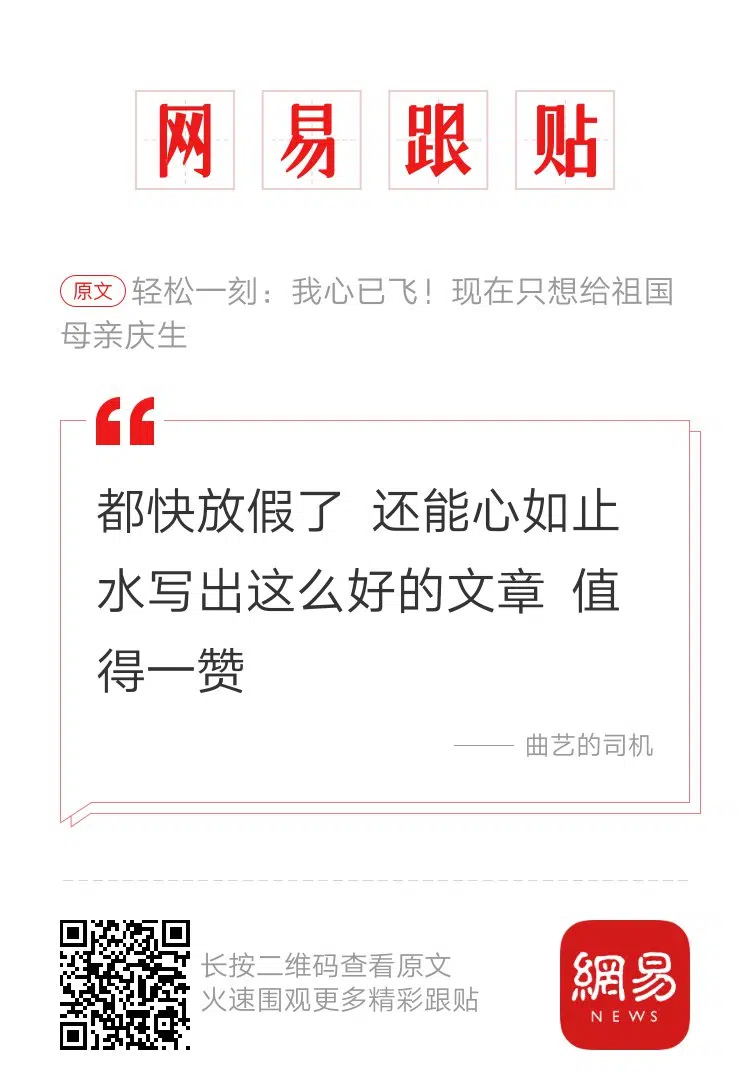 网易跟贴
原文 轻松一刻：我心已飞！现在只想给祖国
母亲庆生
都快放假了 还能心如止
水写出这么好的文章 值
得一赞
—— 曲艺的司机
长按二维码查看原文
火速围观更多精彩跟贴
網易
NEWS